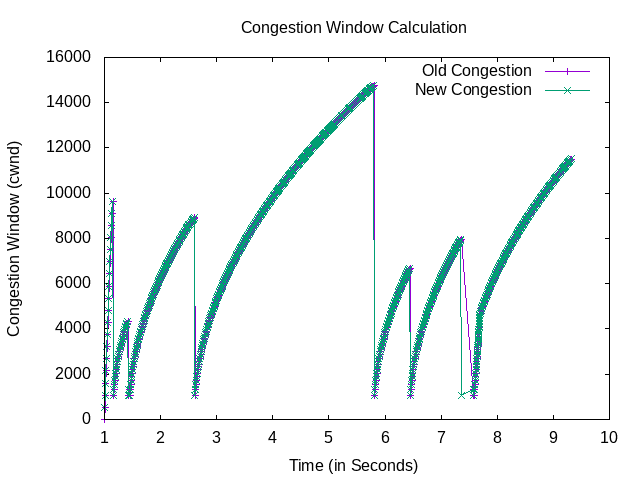 Congestion Window Calculation
Old Congestion
New Congestion
16000
14000
12000
10000
8000
6000
4000
2000
0
Congestion Window (cwnd)
1 2 3 4 5 6 7 8 9 10
Time (in Seconds)